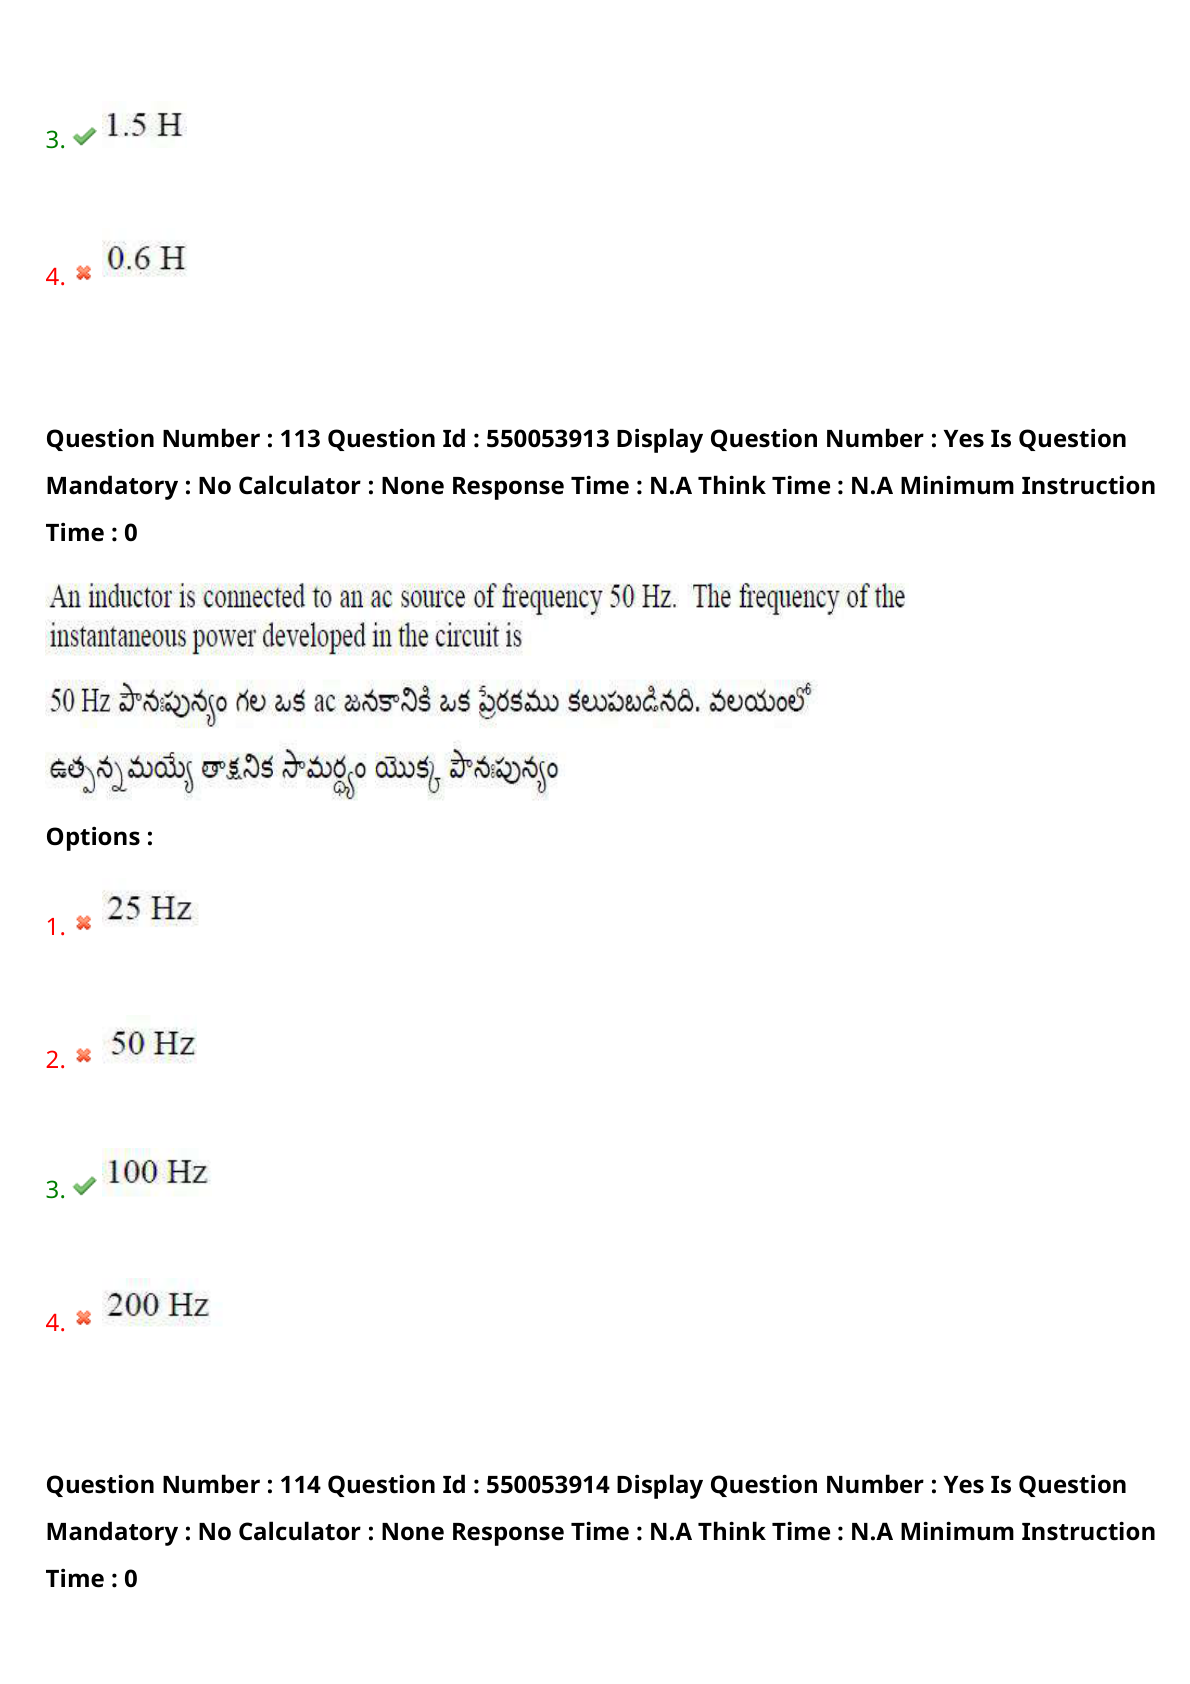 3. 1.5 H
4. 0.6 H
Question Number : 113 Question Id : 550053913 Display Question Number : Yes Is Question
Mandatory : No Calculator : None Response Time : N.A Think Time : N.A Minimum Instruction
Time : 0
An inductor is connected to an ac source of frequency 50 Hz. The frequency of the
instantaneous power developed in the circuit is
50 Hz పౌనఃపున్యం గల ఒక ac జనకానికి ఒక ప్రేరకము కలుపబడినది. వలయంలో
ఉత్పన్నమయ్యే తాక్షనిక సామర్థ్యం యొక్క పౌనఃపున్యం
Options :
1. 25 Hz
2. 50 Hz
3. 100 Hz
4. 200 Hz
Question Number : 114 Question Id : 550053914 Display Question Number : Yes Is Question
Mandatory : No Calculator : None Response Time : N.A Think Time : N.A Minimum Instruction
Time : 0